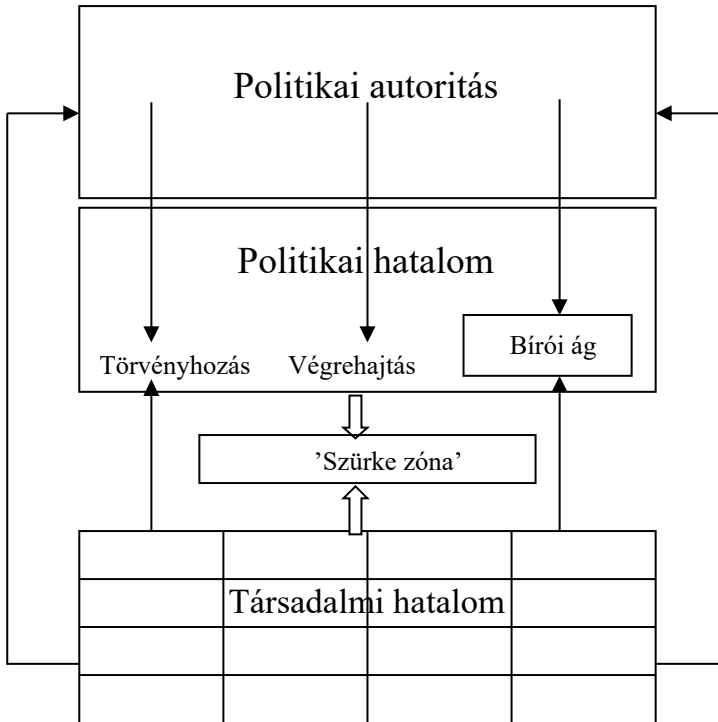 Politikai autoritás
Politikai hatalom
Bírói ág
Törvényhozás
Végrehajtás
’Szürke zóna’
Társadalmi hatalom